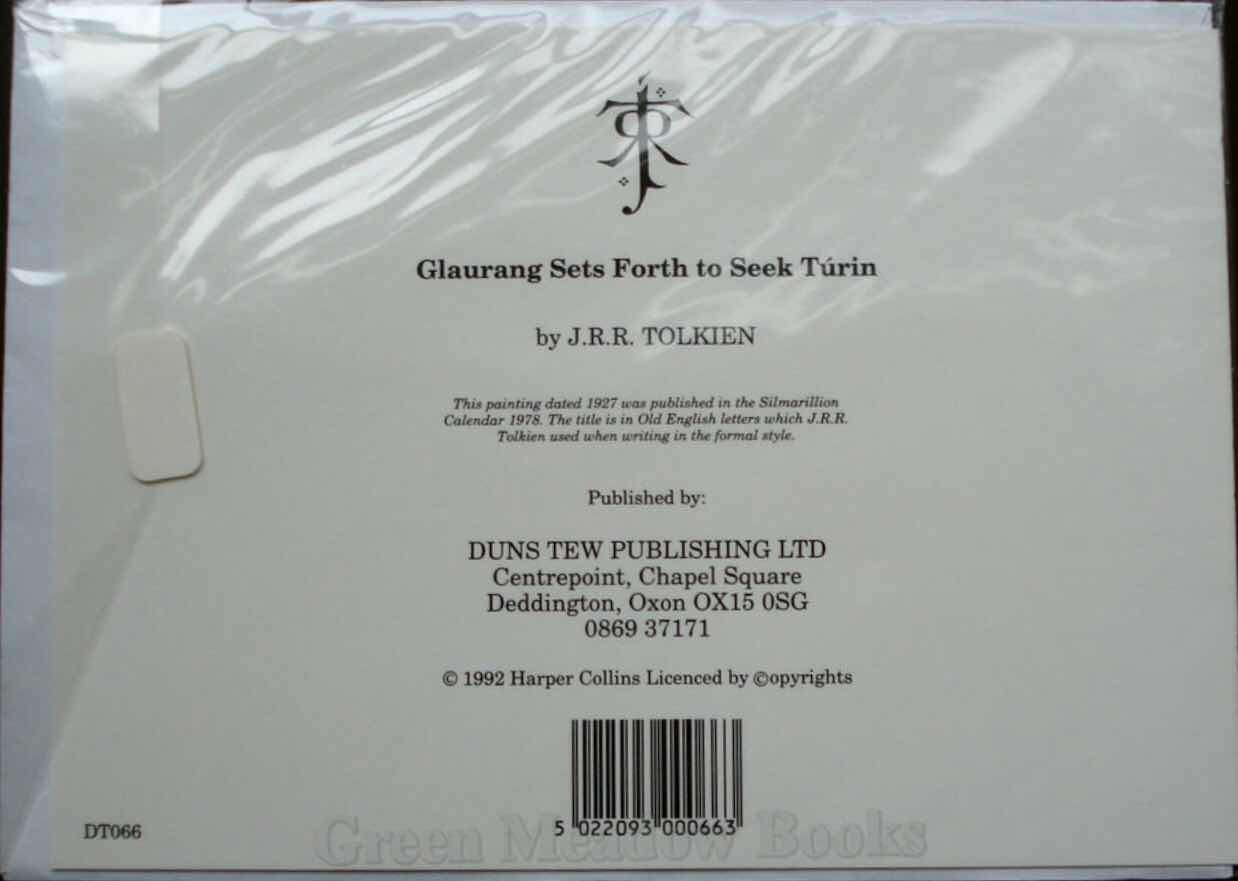 Glaurang Sets Forth to Seek Túrin
by J.R.R. TOLKIEN
This painting dated 1927 was published in the Silmarillion
Calendar 1978. The title is in Old English letters which J.R.R.
Tolkien used when writing in the formal style.
Published by:
DUNS TEW PUBLISHING LTD
Centrepoint, Chapel Square
Deddington, Oxon OX15 0SG
0869 37171
© 1992 Harper Collins Licenced by ©opyrights
5 022093 000663
DT066
Green Meadow Books